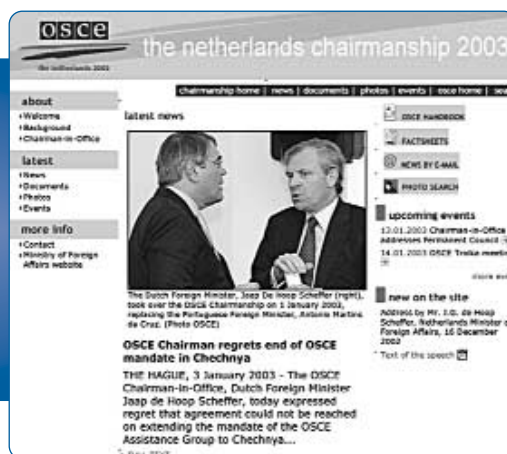 osce
the netherlands 2003
the netherlands chairmanship 2003
chairmanship home | news | documents | photos | events | osce home | sea
about
Welcome
Background
Chairman-in-Office
latest
News
Documents
Photos
Events
more info
Contact
Ministry of Foreign
Affairs website
latest news
The Dutch Foreign Minister, Jaap De Hoop Scheffer (right),
took over the OSCE Chairmanship on 1 January 2003,
replacing the Portuguese Foreign Minister, Antonio Martins
da Cruz. (Photo OSCE)
OSCE Chairman regrets end of OSCE
mandate in Chechnya
THE HAGUE, 3 January 2003 - The OSCE
Chairman-in-Office, Dutch Foreign Minister
Jaap de Hoop Scheffer, today expressed
regret that agreement could not be reached
on extending the mandate of the OSCE
Assistance Group to Chechnya...
OSCE HANDBOOK
FACTSHEETS
NEWS BY E-MAIL
PHOTO SEARCH
upcoming events
13.01.2003 Chairman-in-Office
addresses Permanent Council
14.01.2003 OSCE Troika meetin
more eve
new on the site
Address by Mr. J.G. de Hoop
Scheffer, Netherlands Minister o
Foreign Affairs, 16 December
2002
Text of the speech